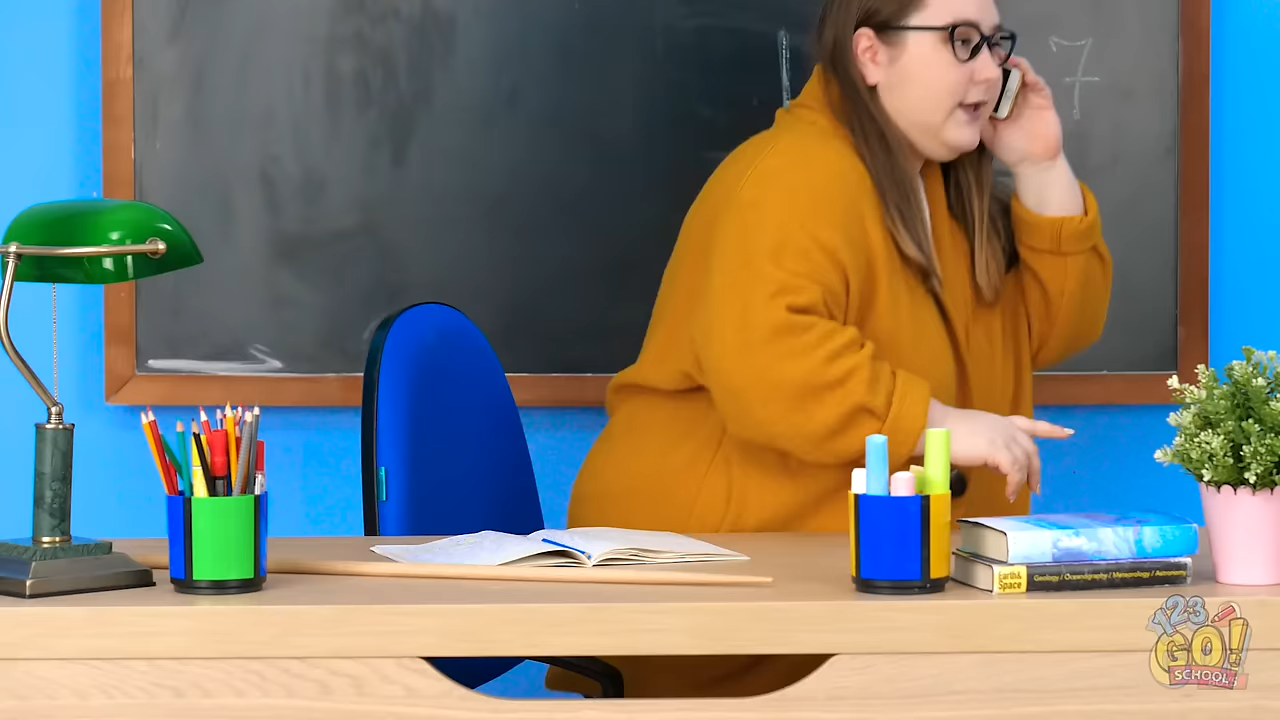 7
Earth &
Space
Geology / Oceanography / Meteorology / Astronomy
123
GO!
SCHOOL